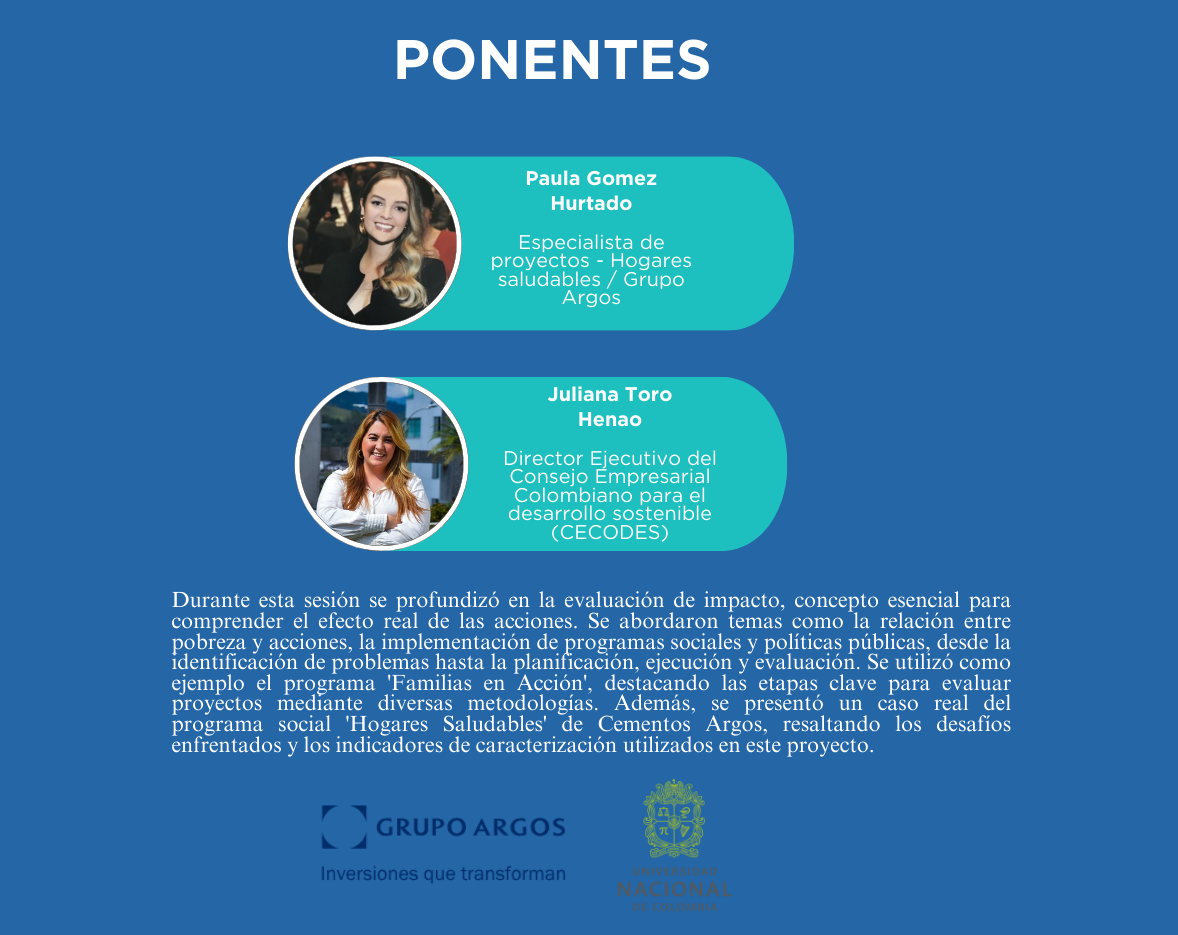 PONENTES
Paula Gomez
Hurtado
Especialista de
proyectos - Hogares
saludables / Grupo
Argos
Juliana Toro
Henao
Director Ejecutivo del
Consejo Empresarial
Colombiano para el
desarrollo sostenible
(CECODES)
Durante esta sesión se profundizó en la evaluación de impacto, concepto esencial para
comprender el efecto real de las acciones. Se abordaron temas como la relación entre
pobreza y acciones, la implementación de programas sociales y políticas públicas, desde la
identificación de problemas hasta la planificación, ejecución y evaluación. Se utilizó como
ejemplo el programa 'Familias en Acción', destacando las etapas clave para evaluar
proyectos mediante diversas metodologías. Además, se presentó un caso real del
programa social 'Hogares Saludables' de Cementos Argos, resaltando los desafíos
enfrentados y los indicadores de caracterización utilizados en este proyecto.
GRUPO ARGOS
Inversiones que transforman
UNIVERSIDAD
NACIONAL
DE COLOMBIA